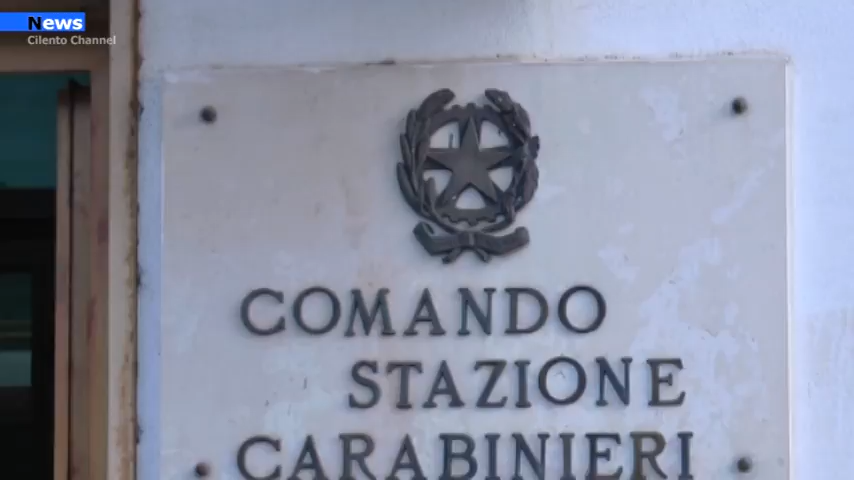 News
Cilento Channel
COMANDO
STAZIONE
CARABINIERI